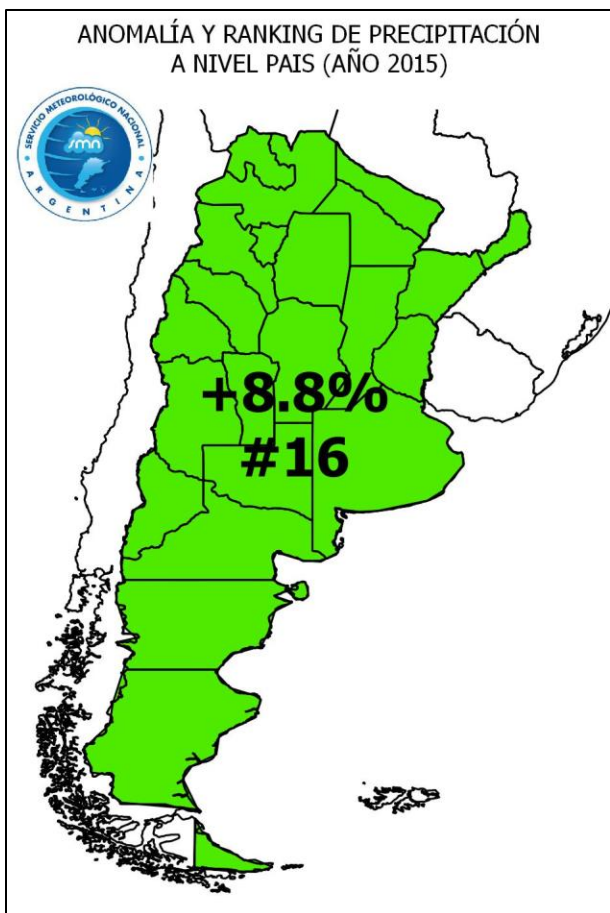 ANOMALÍA Y RANKING DE PRECIPITACIÓN
A NIVEL PAIS (AÑO 2015)
SERVICIO METEOROLÓGICO NACIONAL
smn
ARGENTINA
+8.8%
#16